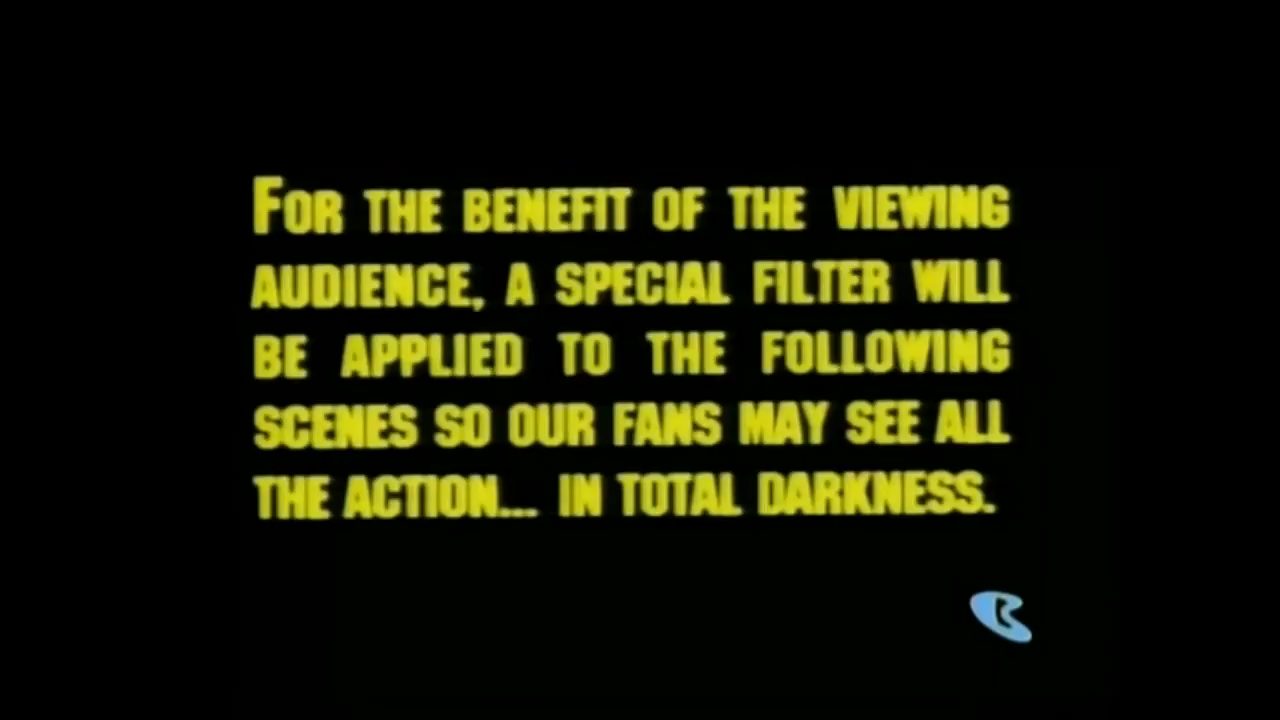 FOR THE BENEFIT OF THE VIEWING
AUDIENCE, A SPECIAL FILTER WILL
BE APPLIED TO THE FOLLOWING
SCENES SO OUR FANS MAY SEE ALL
THE ACTION... IN TOTAL DARKNESS.
B